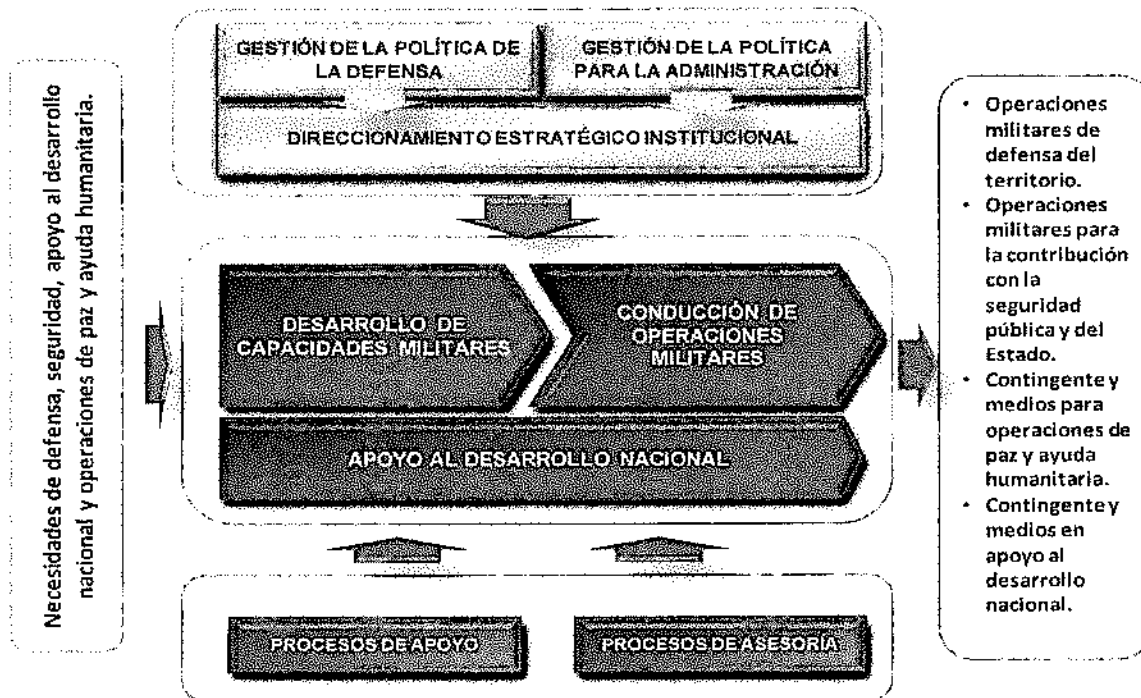 Necesidades de defensa, seguridad, apoyo al desarrollo
nacional y operaciones de paz y ayuda humanitaria.
GESTIÓN DE LA POLÍTICA DE
LA DEFENSA
GESTIÓN DE LA POLÍTICA
PARA LA ADMINISTRACIÓN
DIRECCIONAMIENTO ESTRATÉGICO INSTITUCIONAL
DESARROLLO DE
CAPACIDADES MILITARES
CONDUCCIÓN DE
OPERACIONES
MILITARES
APOYO AL DESARROLLO NACIONAL
PROCESOS DE APOYO
PROCESOS DE ASESORÍA
• Operaciones
militares de
defensa del
territorio.
• Operaciones
militares para
la contribución
con la
seguridad
pública y del
Estado.
• Contingente y
medios para
operaciones de
paz y ayuda
humanitaria.
• Contingente y
medios en
apoyo al
desarrollo
nacional.